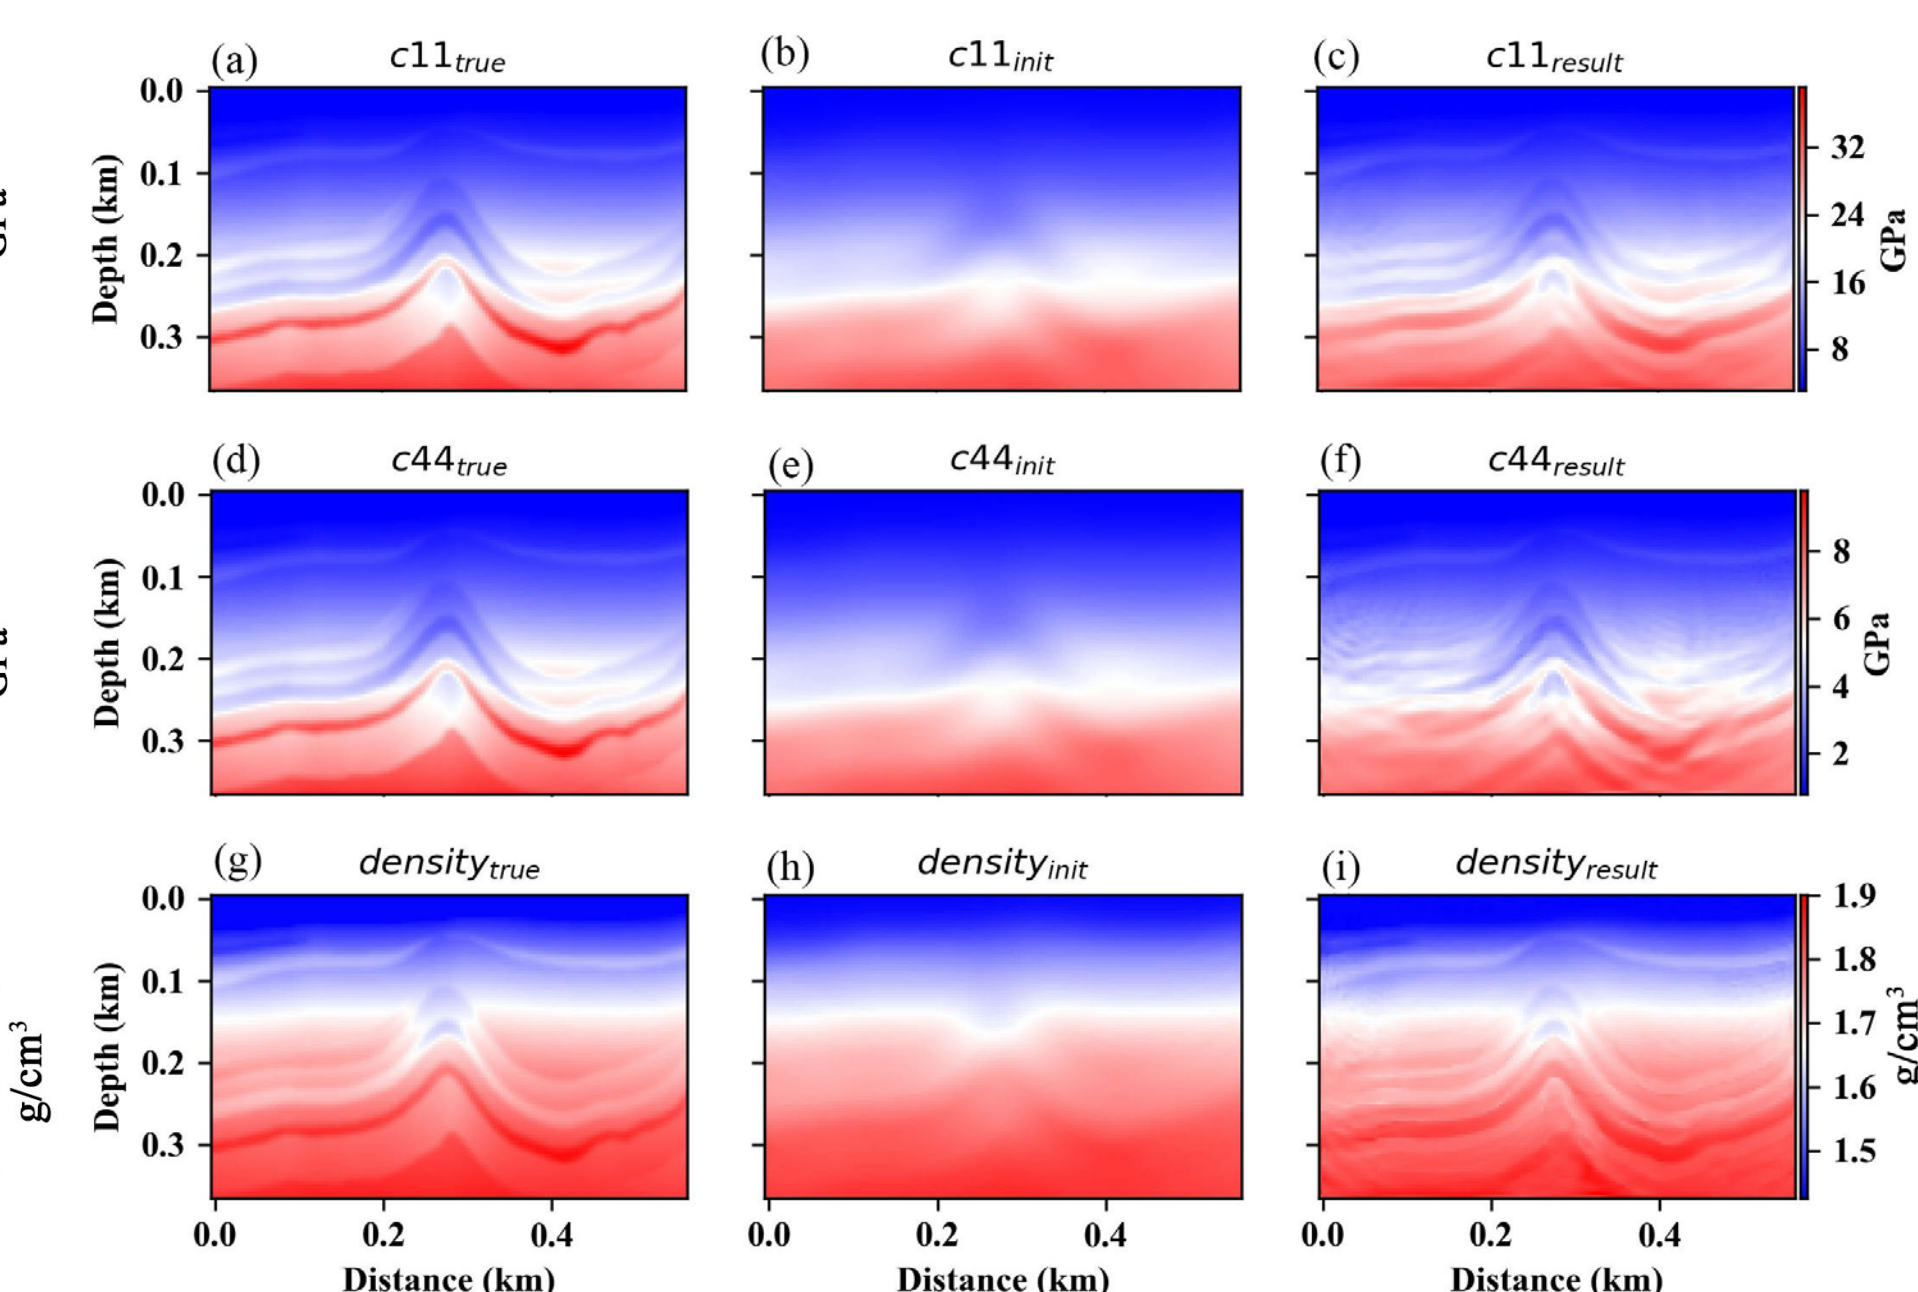 (a) c11true
(b) c11init
(c) c11result
0.0
0.1
0.2
0.3
Depth (km)
32
24
16
8
GPa
(d) c44true
(e) c44init
(f) c44result
0.0
0.1
0.2
0.3
Depth (km)
8
6
4
2
GPa
(g) densitytrue
(h) densityinit
(i) densityresult
g/cm³
0.0
0.1
0.2
0.3
Depth (km)
1.9
1.8
1.7
1.6
1.5
g/cm³
0.0 0.2 0.4
0.0 0.2 0.4
0.0 0.2 0.4
Distance (km)
Distance (km)
Distance (km)